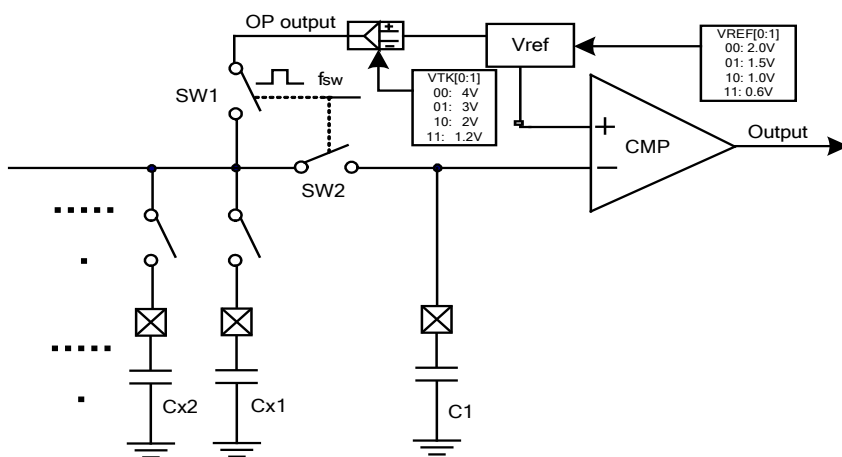 OP output
+
−
Vref
VREF[0:1]
00: 2.0V
01: 1.5V
10: 1.0V
11: 0.6V
SW1
fsw
VTK[0:1]
00: 4V
01: 3V
10: 2V
11: 1.2V
+
CMP
−
Output
SW2
Cx2
Cx1
C1